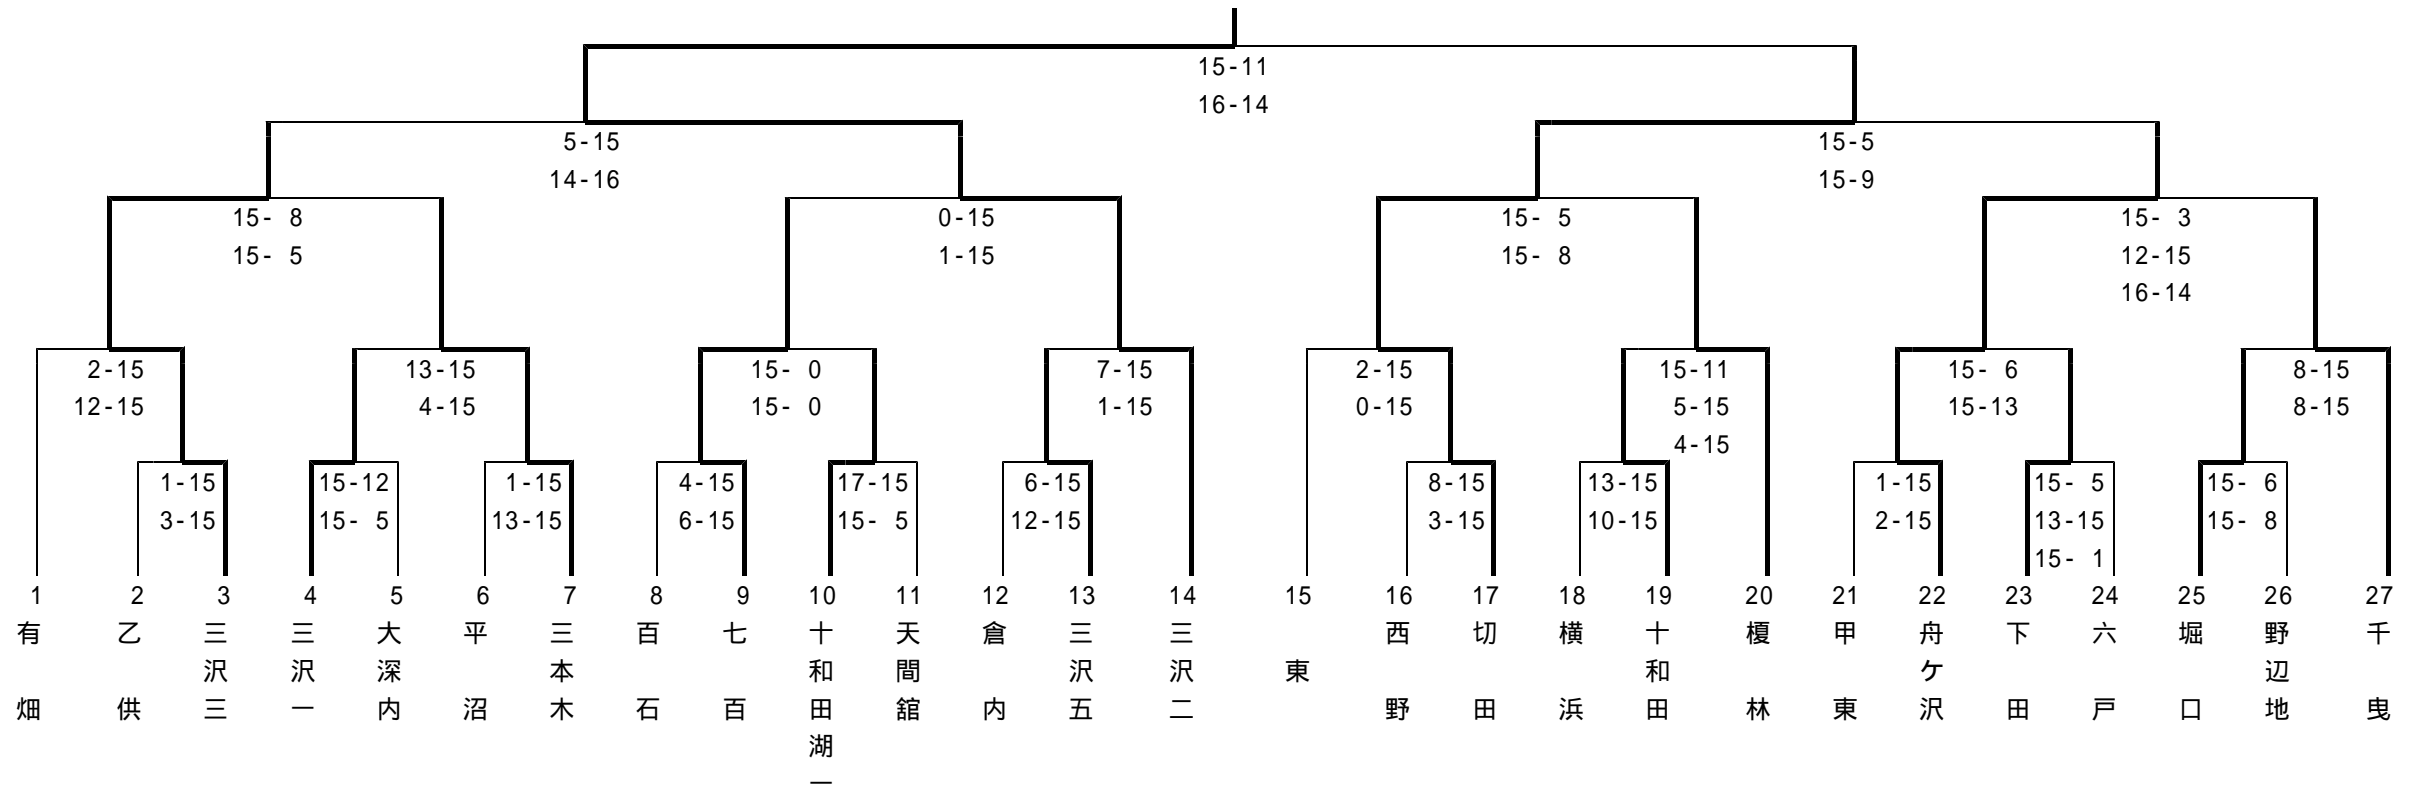 15-11
16-14
5-15 15-5
14-16 15-9
15- 8 0-15 15- 5 15- 3
15- 5 1-15 15- 8 12-15
16-14
2-15 13-15 15- 0 7-15 2-15 15-11 15- 6 8-15
12-15 4-15 15- 0 1-15 0-15 5-15 15-13 8-15
4-15
1-15 15-12 1-15 4-15 17-15 6-15 8-15 13-15 1-15 15- 5 15- 6
3-15 15- 5 13-15 6-15 15- 5 12-15 3-15 10-15 2-15 13-15 15- 8
15- 1
1 2 3 4 5 6 7 8 9 10 11 12 13 14 15 16 17 18 19 20 21 22 23 24 25 26 27
有畑
乙供
三沢三
三沢一
大深内
平沼
三本木
百石
七百
十和田湖一
天間舘
倉内
三沢五
三沢二
東
西野
切田
横浜
十和田
榎林
甲東
舟ケ沢
下田
六戸
堀口
野辺地
千曳